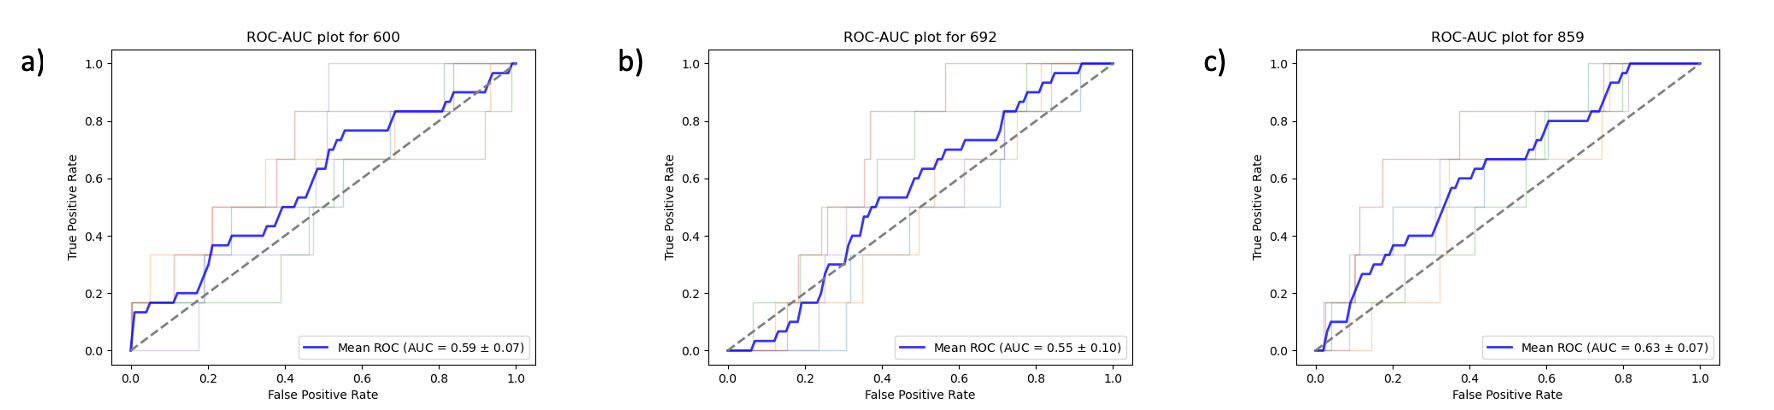 a)
ROC-AUC plot for 600
True Positive Rate
1.0
0.8
0.6
0.4
0.2
0.0
Mean ROC (AUC = 0.59 ± 0.07)
0.0 0.2 0.4 0.6 0.8 1.0
False Positive Rate
b)
ROC-AUC plot for 692
True Positive Rate
1.0
0.8
0.6
0.4
0.2
0.0
Mean ROC (AUC = 0.55 ± 0.10)
0.0 0.2 0.4 0.6 0.8 1.0
False Positive Rate
c)
ROC-AUC plot for 859
True Positive Rate
1.0
0.8
0.6
0.4
0.2
0.0
Mean ROC (AUC = 0.63 ± 0.07)
0.0 0.2 0.4 0.6 0.8 1.0
False Positive Rate